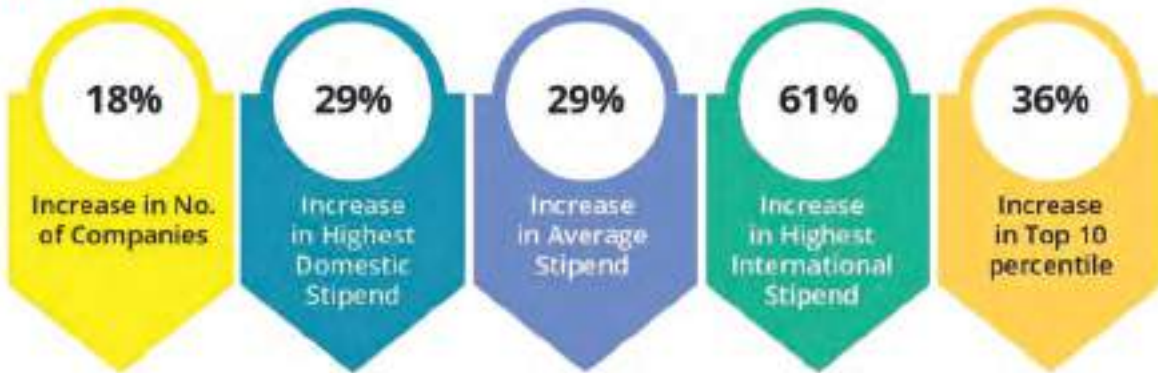 18%
Increase in No.
of Companies
29%
Increase
in Highest
Domestic
Stipend
29%
Increase
in Average
Stipend
61%
Increase
in Highest
International
Stipend
36%
Increase
in Top 10
percentile